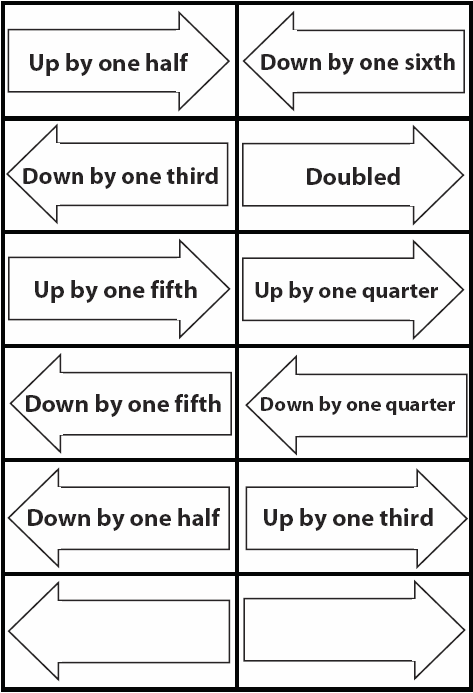 Up by one half
Down by one sixth
Down by one third
Doubled
Up by one fifth
Up by one quarter
Down by one fifth
Down by one quarter
Down by one half
Up by one third